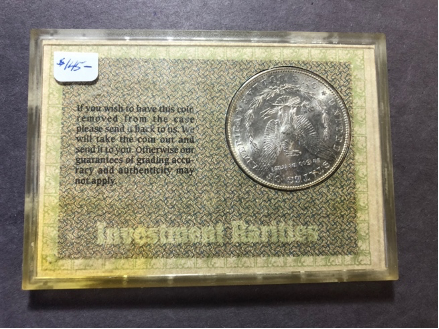 $145-
If you wish to have this coin
removed from the case
please send it back to us. We
will take the coin out and
send it to you. Otherwise our
guarantees of grading accu-
racy and authenticity may
not apply.
Investment Rarities